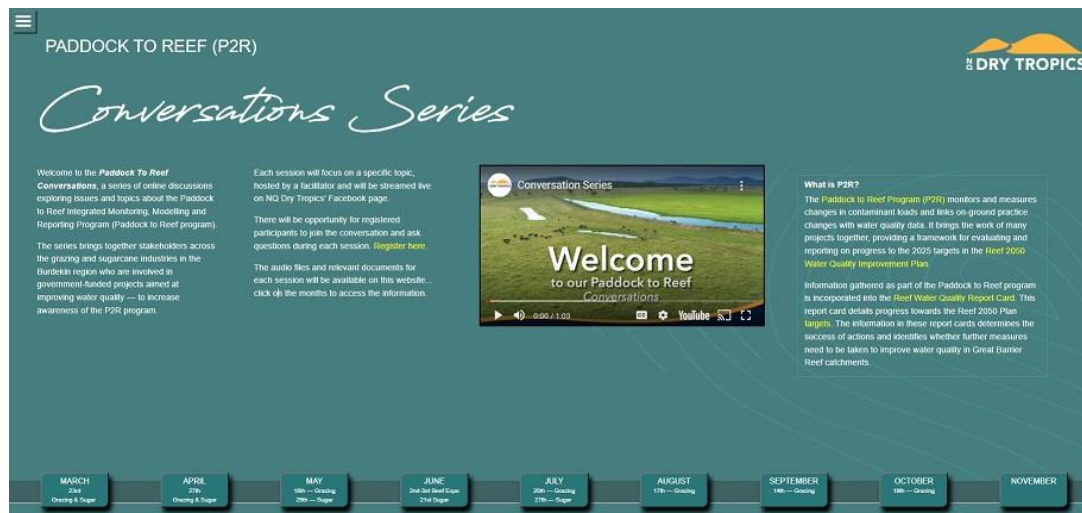 PADDOCK TO REEF (P2R)
NQ DRY TROPICS
Conversations Series
Welcome to the Paddock To Reef
Conversations, a series of online discussions
exploring issues and topics about the Paddock
to Reef Integrated Monitoring, Modelling and
Reporting Program (Paddock to Reef program).
The series brings together stakeholders across
the grazing and sugarcane industries in the
Burdekin region who are involved in
government-funded projects aimed at
improving water quality — to increase
awareness of the P2R program.
Each session will focus on a specific topic,
hosted by a facilitator and will be streamed live
on NQ Dry Tropics' Facebook page.
There will be opportunity for registered
participants to join the conversation and ask
questions during each session. Register here.
The audio files and relevant documents for
each session will be available on this website...
click on the months to access the information.
Conversation Series
Welcome
to our Paddock to Reef
Conversations
0:00 / 1:03
YouTube
What is P2R?
The Paddock to Reef Program (P2R) monitors and measures
changes in contaminant loads and links on-ground practice
changes with water quality data. It brings the work of many
projects together, providing a framework for evaluating and
reporting on progress to the 2025 targets in the Reef 2050
Water Quality Improvement Plan.
Information gathered as part of the Paddock to Reef program
is incorporated into the Reef Water Quality Report Card. This
report card details progress towards the Reef 2050 Plan
targets. The information in these report cards determines the
success of actions and identifies whether further measures
need to be taken to improve water quality in Great Barrier
Reef catchments.
MARCH
23rd
Grazing & Sugar
APRIL
27th
Grazing & Sugar
MAY
18th — Grazing
25th — Sugar
JUNE
2nd-3rd Beef Expo
21st Sugar
JULY
20th — Grazing
27th — Sugar
AUGUST
17th — Grazing
SEPTEMBER
14th — Grazing
OCTOBER
19th — Grazing
NOVEMBER